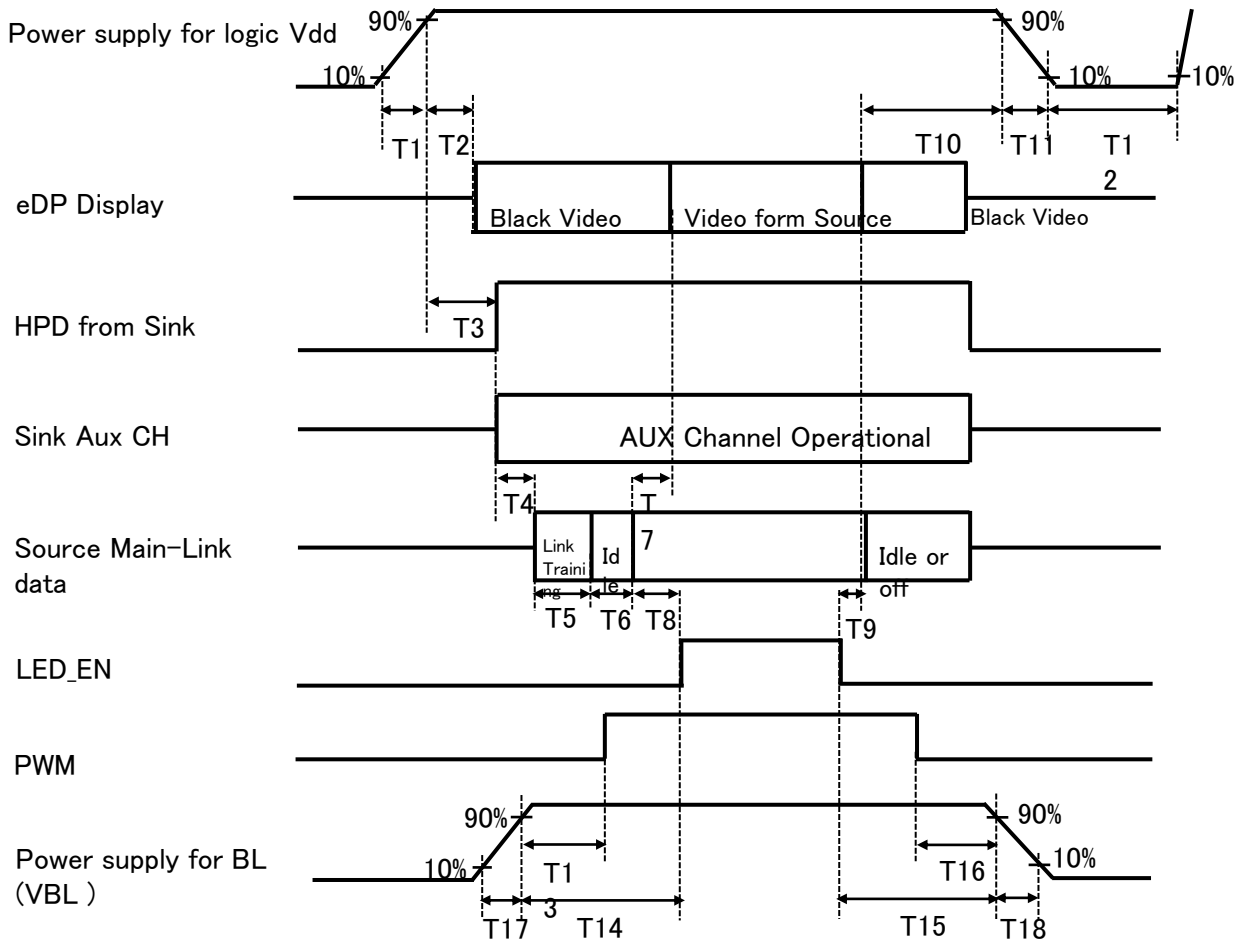 Power supply for logic Vdd
90%
10%
90%
10%
10%
T1
T2
T10
T11
T1
2
eDP Display
Black Video
Video form Source
Black Video
T3
HPD from Sink
Sink Aux CH
AUX Channel Operational
T4
T
7
Source Main-Link
data
Link
Traini
ng
Id
le
Idle or
off
T5
T6
T8
T9
LED_EN
PWM
90%
10%
90%
10%
Power supply for BL
(VBL )
T1
3
T16
T17
T14
T15
T18